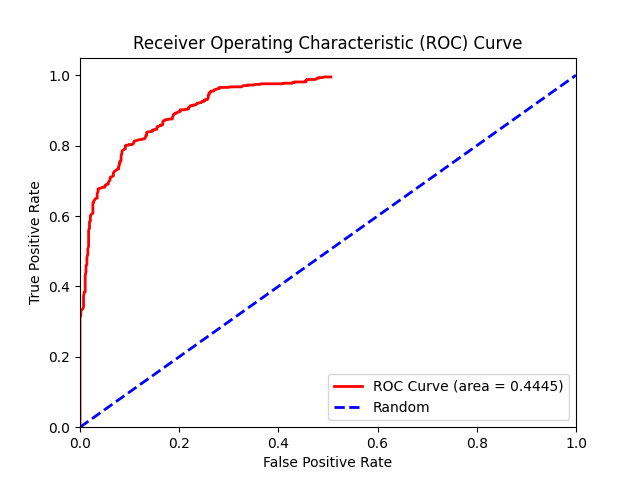 Receiver Operating Characteristic (ROC) Curve
True Positive Rate
1.0
0.8
0.6
0.4
0.2
0.0
0.0 0.2 0.4 0.6 0.8 1.0
False Positive Rate
ROC Curve (area = 0.4445)
Random